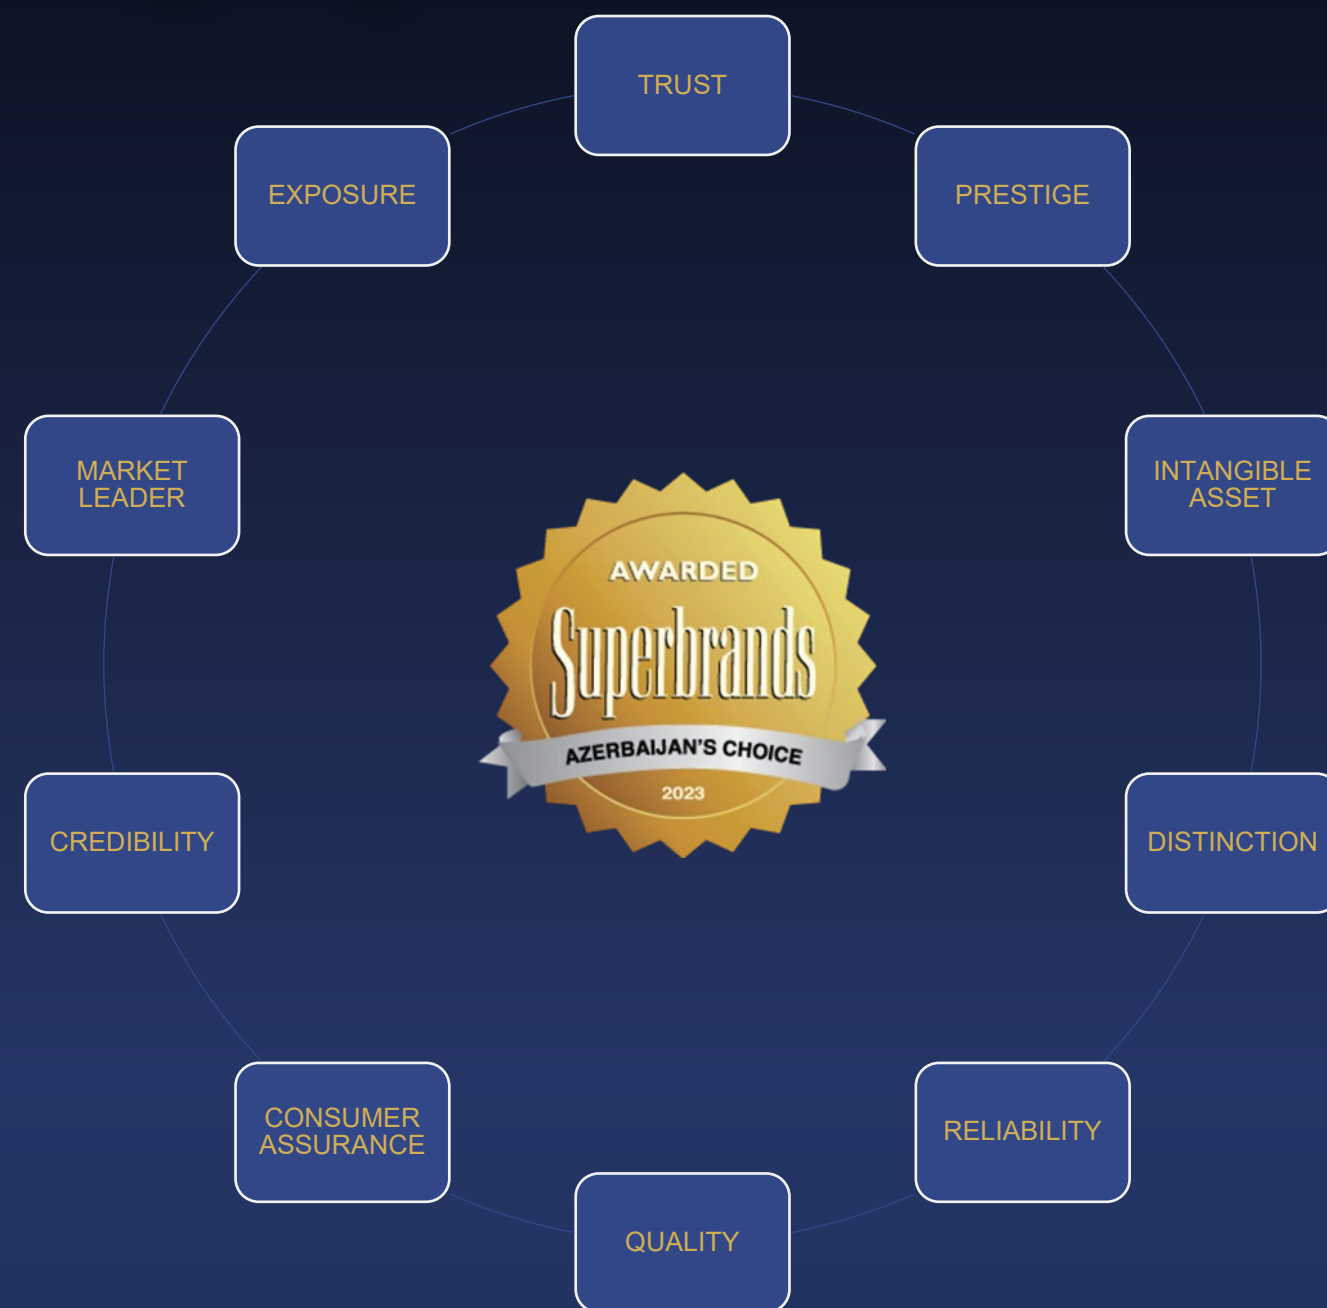 TRUST
EXPOSURE
PRESTIGE
MARKET
LEADER
INTANGIBLE
ASSET
AWARDED
Superbrands
AZERBAIJAN'S CHOICE
2023
CREDIBILITY
DISTINCTION
CONSUMER
ASSURANCE
RELIABILITY
QUALITY